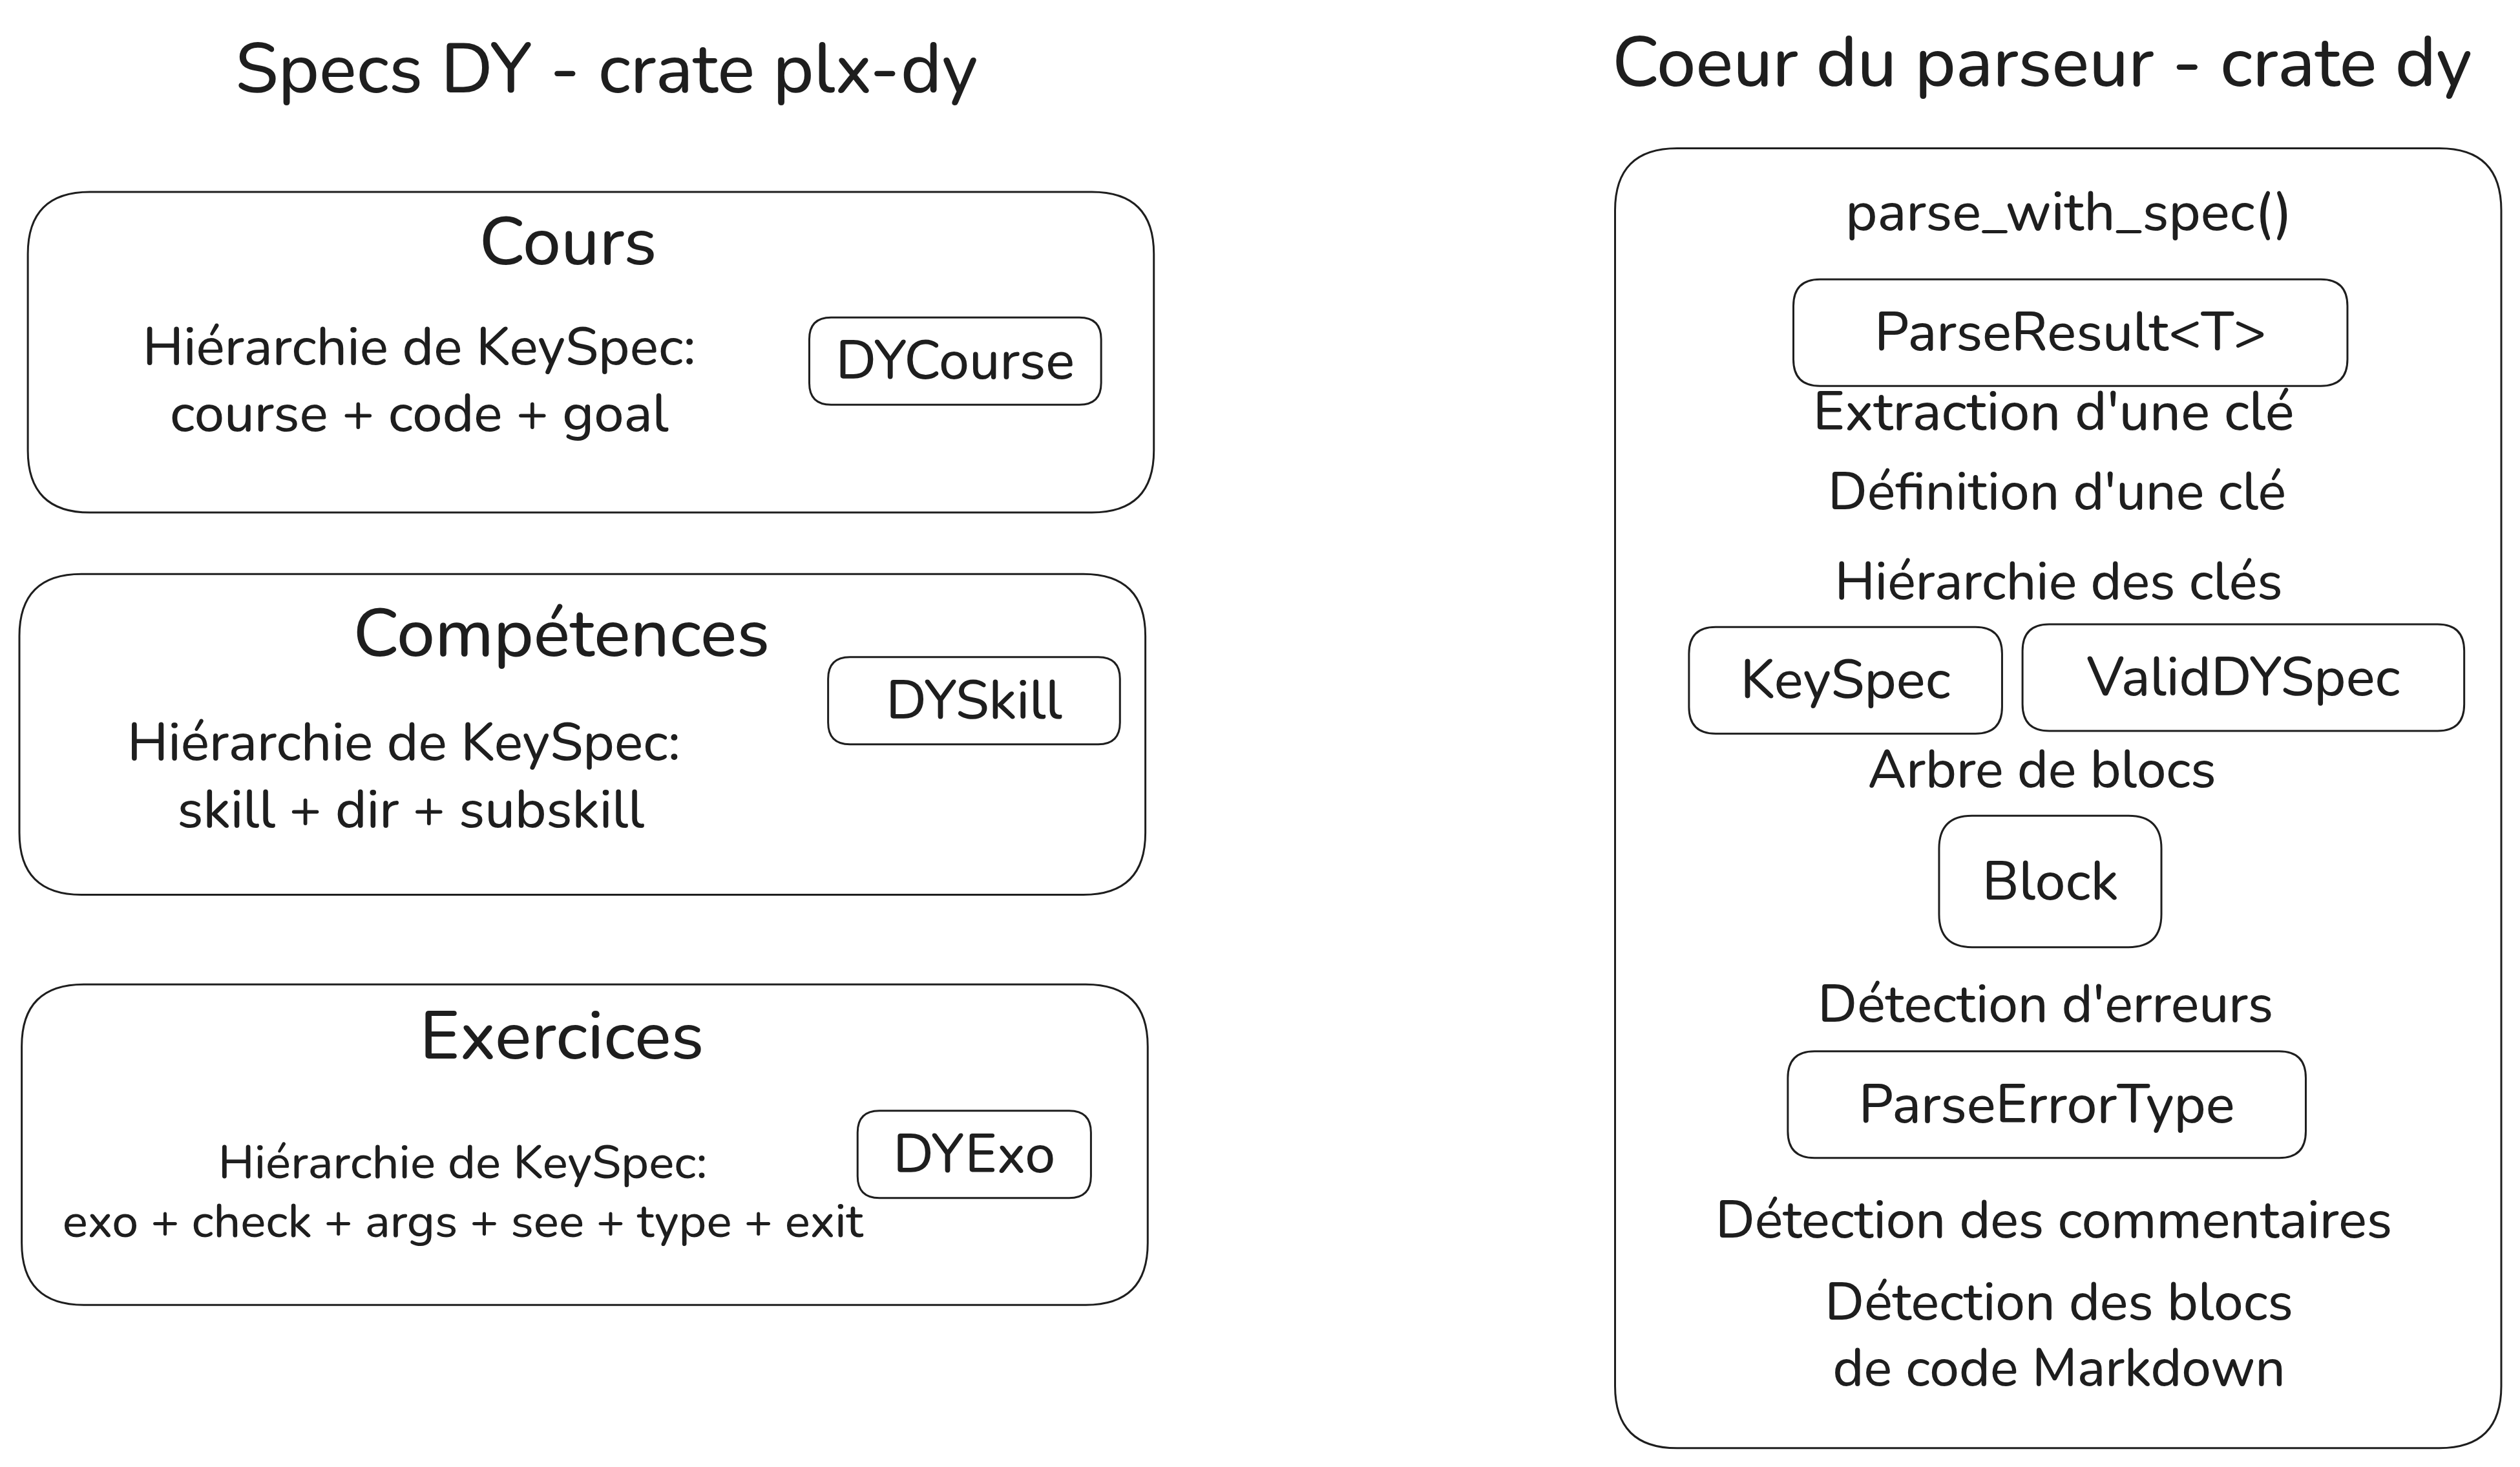 Specs DY - crate plx-dy
Cours
Hiérarchie de KeySpec:
course + code + goal
DYCourse
Compétences
DYSkill
Hiérarchie de KeySpec:
skill + dir + subskill
Exercices
DYExo
Hiérarchie de KeySpec:
exo + check + args + see + type + exit
Coeur du parseur - crate dy
parse_with_spec()
ParseResult<T>
Extraction d'une clé
Définition d'une clé
Hiérarchie des clés
KeySpec
ValidDYSpec
Arbre de blocs
Block
Détection d'erreurs
ParseErrorType
Détection des commentaires
Détection des blocs
de code Markdown